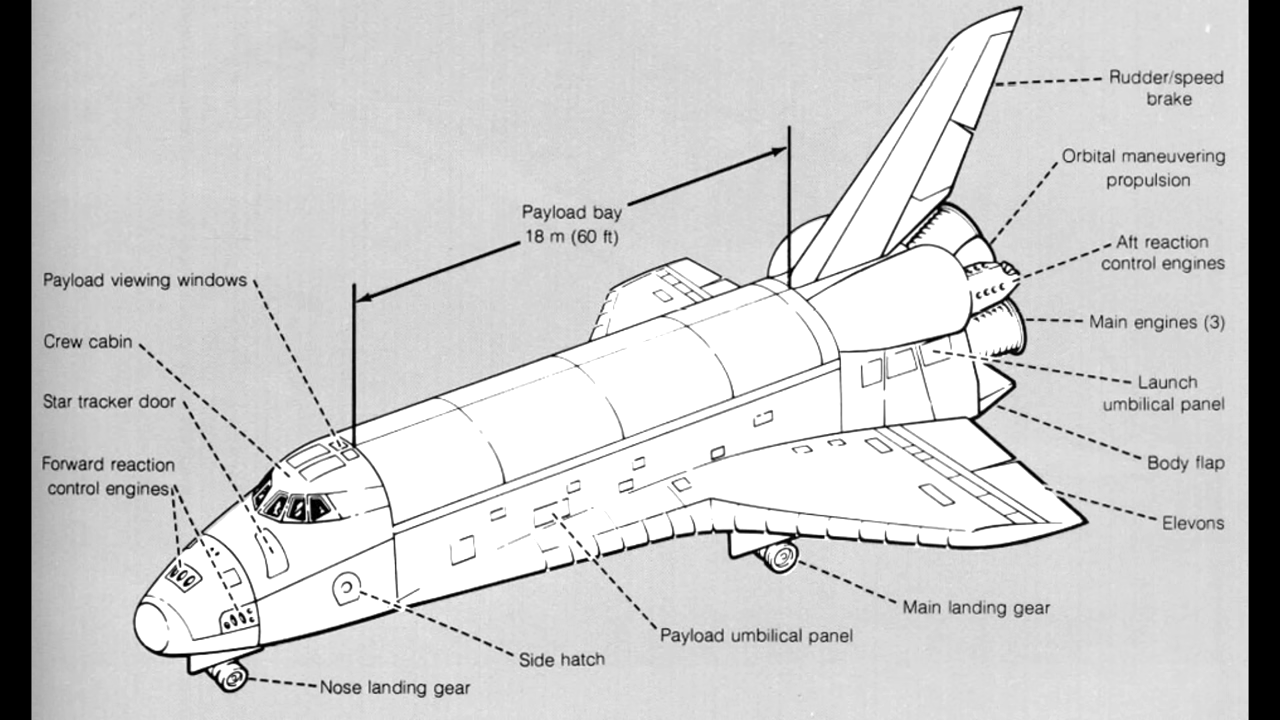 Rudder/speed
brake
Orbital maneuvering
propulsion
Payload bay
18 m (60 ft)
Aft reaction
control engines
Payload viewing windows
Main engines (3)
Crew cabin
Launch
umbilical panel
Star tracker door
Body flap
Forward reaction
control engines
Elevons
Main landing gear
Payload umbilical panel
Side hatch
Nose landing gear